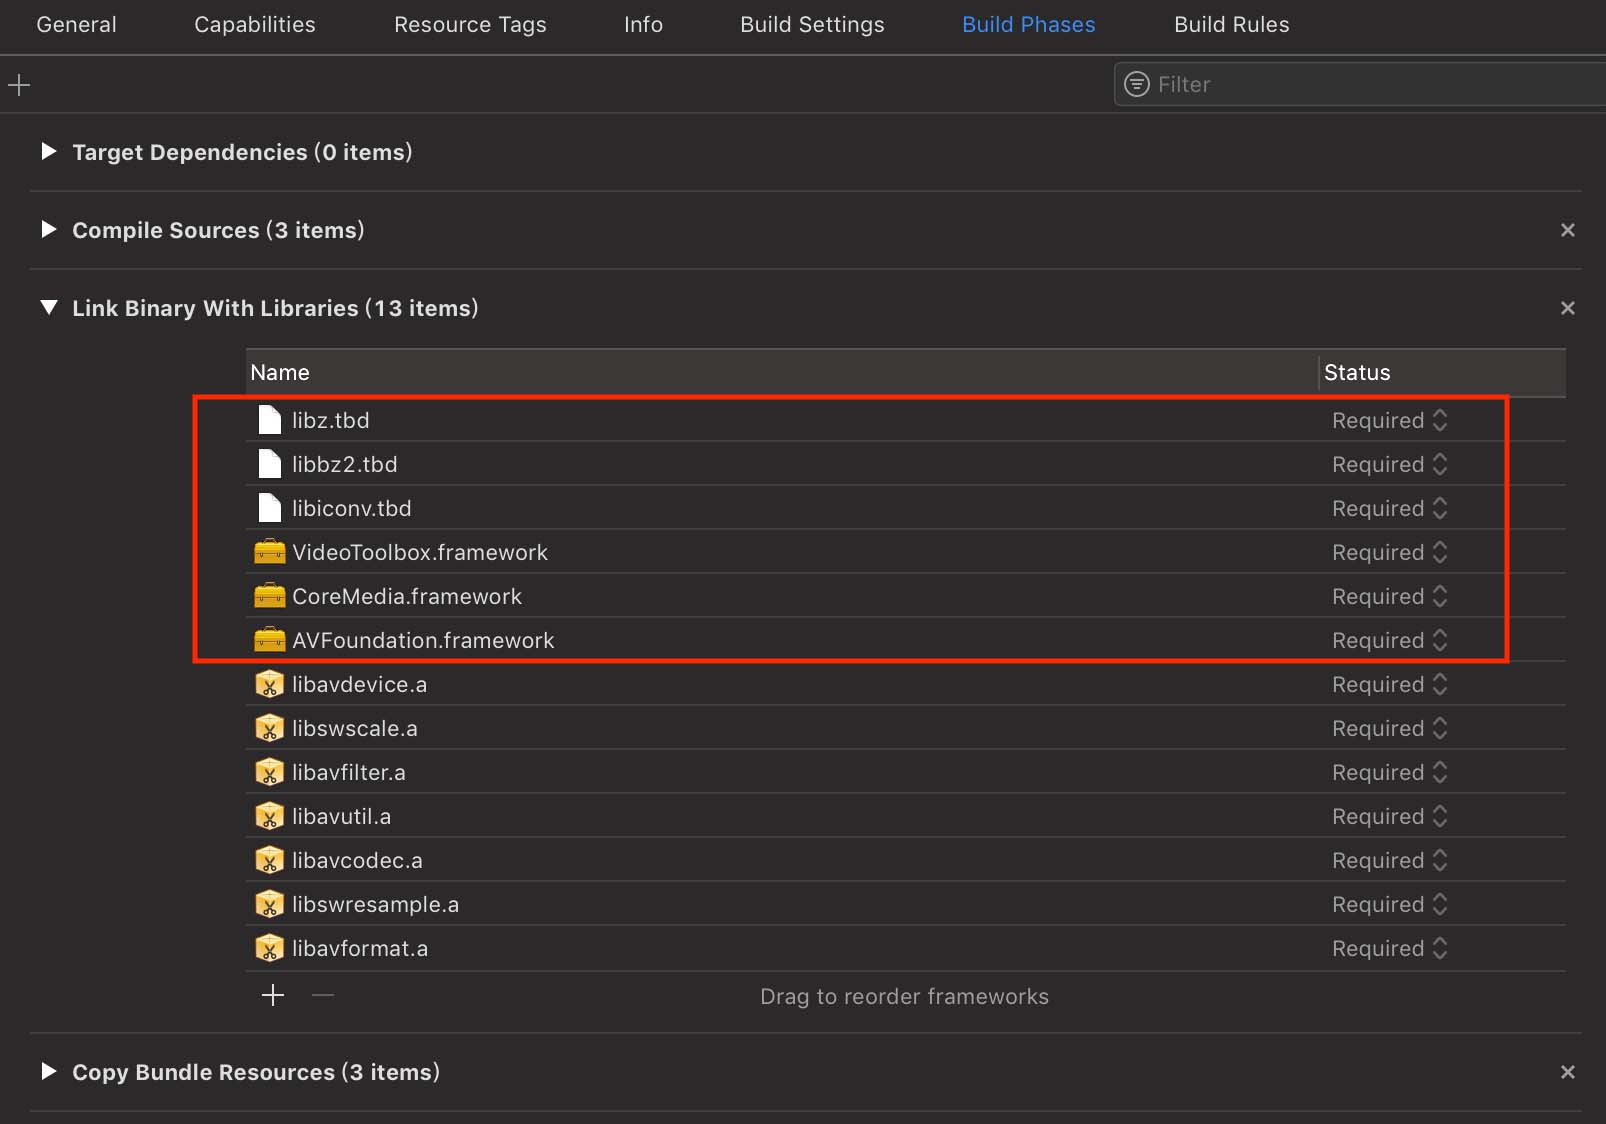 General Capabilities Resource Tags Info Build Settings Build Phases Build Rules
Filter
Target Dependencies (0 items)
Compile Sources (3 items)
Link Binary With Libraries (13 items)
Name Status
libz.tbd Required
libbz2.tbd Required
libiconv.tbd Required
VideoToolbox.framework Required
CoreMedia.framework Required
AVFoundation.framework Required
libavdevice.a Required
libswscale.a Required
libavfilter.a Required
libavutil.a Required
libavcodec.a Required
libswresample.a Required
libavformat.a Required
Drag to reorder frameworks
Copy Bundle Resources (3 items)